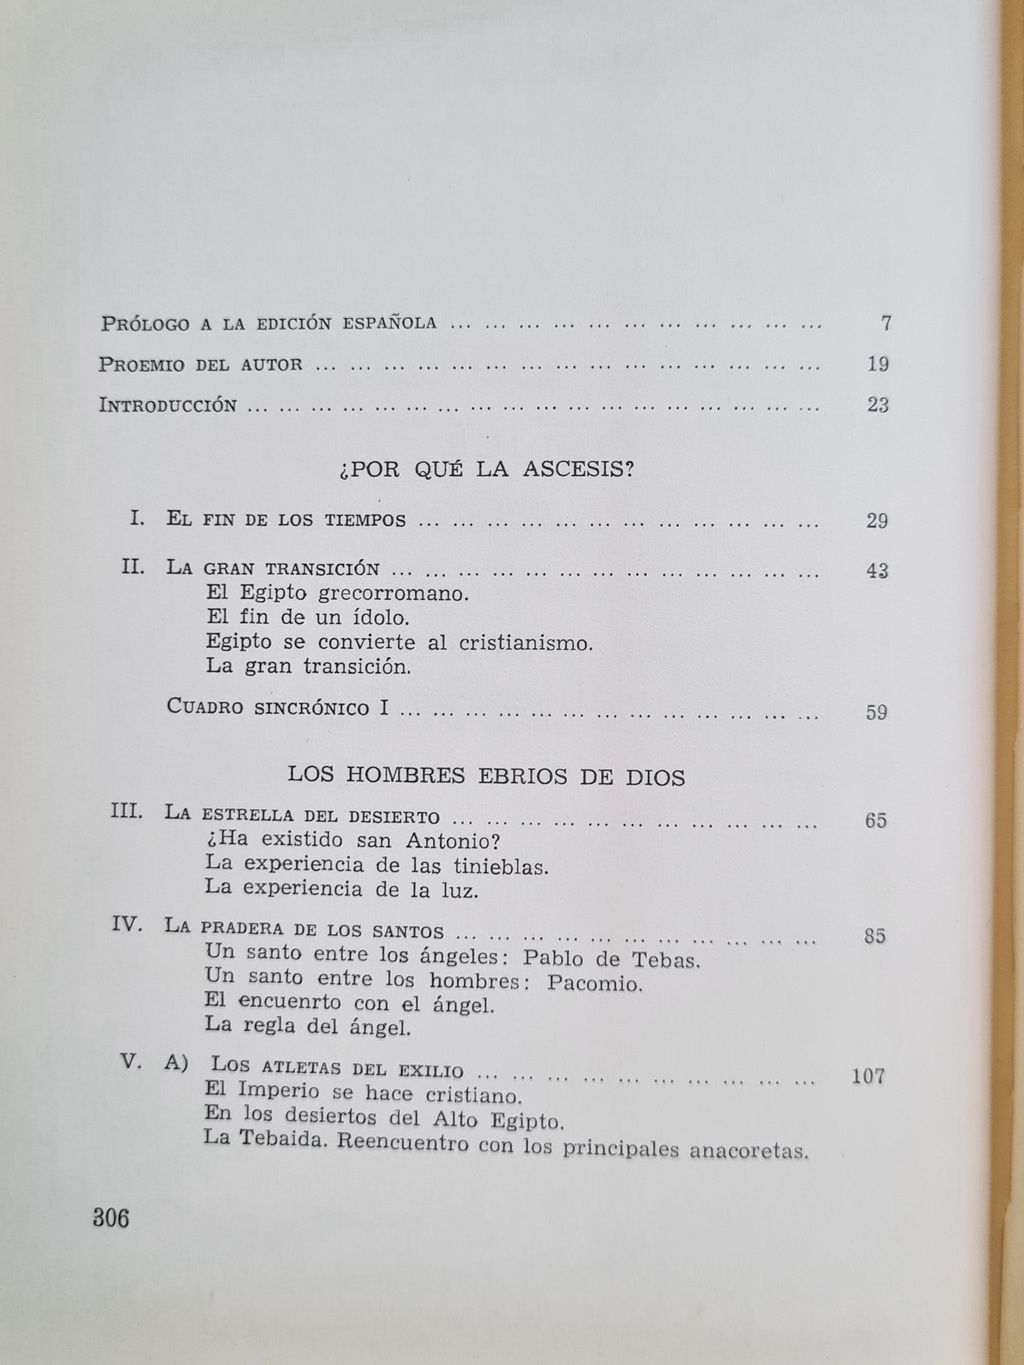 PRÓLOGO A LA EDICIÓN ESPAÑOLA ... ... ... ... ... ... ... ... ... ... ... 7
PROEMIO DEL AUTOR ... ... ... ... ... ... ... ... ... ... ... ... ... ... ... 19
INTRODUCCIÓN ... ... ... ... ... ... ... ... ... ... ... ... ... ... ... ... ... ... 23
¿POR QUÉ LA ASCESIS?
I. EL FIN DE LOS TIEMPOS ... ... ... ... ... ... ... ... ... ... ... ... 29
II. LA GRAN TRANSICIÓN ... ... ... ... ... ... ... ... ... ... ... ... ... 43
El Egipto grecorromano.
El fin de un ídolo.
Egipto se convierte al cristianismo.
La gran transición.
CUADRO SINCRÓNICO I ... ... ... ... ... ... ... ... ... ... ... ... ... 59
LOS HOMBRES EBRIOS DE DIOS
III. LA ESTRELLA DEL DESIERTO ... ... ... ... ... ... ... ... ... ... ... 65
¿Ha existido san Antonio?
La experiencia de las tinieblas.
La experiencia de la luz.
IV. LA PRADERA DE LOS SANTOS ... ... ... ... ... ... ... ... ... ... ... 85
Un santo entre los ángeles: Pablo de Tebas.
Un santo entre los hombres: Pacomio.
El encuenrto con el ángel.
La regla del ángel.
V. A) LOS ATLETAS DEL EXILIO ... ... ... ... ... ... ... ... ... ... 107
El Imperio se hace cristiano.
En los desiertos del Alto Egipto.
La Tebaida. Reencuentro con los principales anacoretas.
306